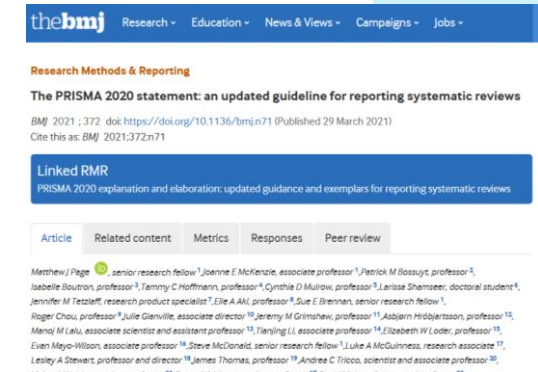 thebmj Research Education News & Views Campaigns Jobs
Research Methods & Reporting
The PRISMA 2020 statement: an updated guideline for reporting systematic reviews
BMJ 2021 ; 372 doi: https://doi.org/10.1136/bmj.n71 (Published 29 March 2021)
Cite this as: BMJ 2021;372:n71
Linked RMR
PRISMA 2020 explanation and elaboration: updated guidance and exemplars for reporting systematic reviews
Article Related content Metrics Responses Peer review
Matthew J Page iD, senior research fellow 1, Joanne E McKenzie, associate professor 1, Patrick M Bossuyt, professor 2,
Isabelle Boutron, professor 3, Tammy C Hoffmann, professor 4, Cynthia D Mulrow, professor 5, Larissa Shamseer, doctoral student 6,
Jennifer M Tetzlaff, research product specialist 7, Elie A Akl, professor 8, Sue E Brennan, senior research fellow 1,
Roger Chou, professor 9, Julie Glanville, associate director 10, Jeremy M Grimshaw, professor 11, Asbjørn Hróbjartsson, professor 12,
Manoj M Lalu, associate scientist and assistant professor 13, Tianjing Li, associate professor 14, Elizabeth W Loder, professor 15,
Evan Mayo-Wilson, associate professor 16, Steve McDonald, senior research fellow 1, Luke A McGuinness, research associate 17,
Lesley A Stewart, professor and director 18, James Thomas, professor 19, Andrea C Tricco, scientist and associate professor 20,